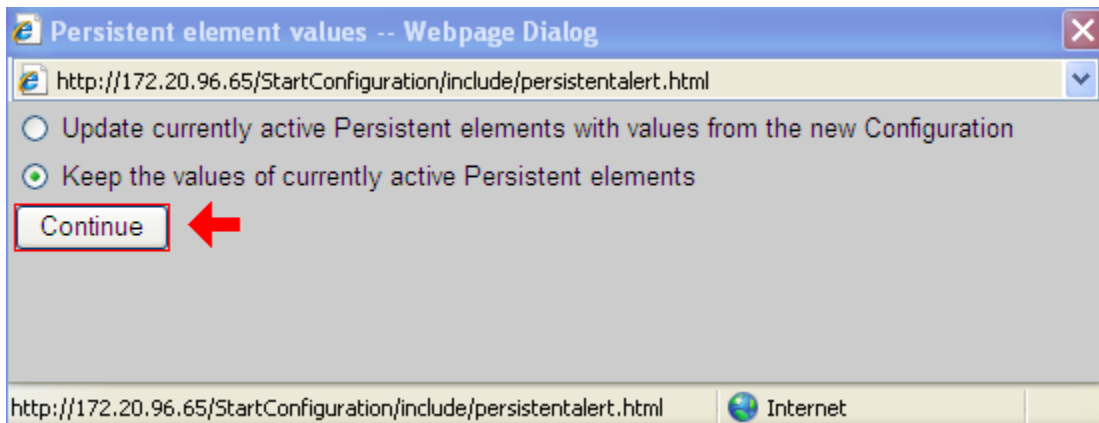 Persistent element values -- Webpage Dialog
http://172.20.96.65/StartConfiguration/include/persistentalert.html
Update currently active Persistent elements with values from the new Configuration
Keep the values of currently active Persistent elements
Continue
http://172.20.96.65/StartConfiguration/include/persistentalert.html Internet